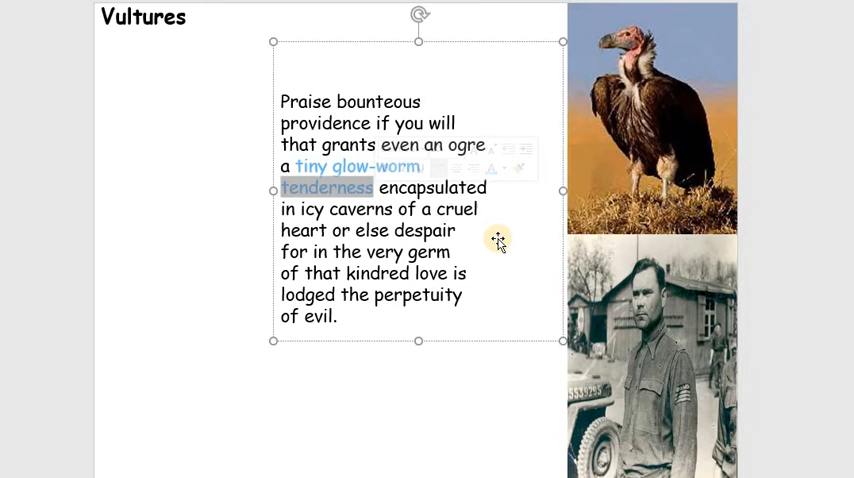 Vultures
Praise bounteous
providence if you will
that grants even an ogre
a tiny glow-worm
tenderness encapsulated
in icy caverns of a cruel
heart or else despair
for in the very germ
of that kindred love is
lodged the perpetuity
of evil.